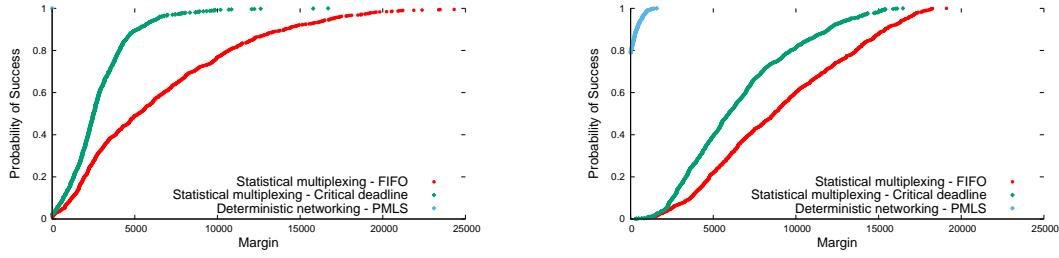 Probability of Success
1
0.8
0.6
0.4
0.2
0
0 5000 10000 15000 20000 25000
Margin
Statistical multiplexing - FIFO
Statistical multiplexing - Critical deadline
Deterministic networking - PMLS
Probability of Success
1
0.8
0.6
0.4
0.2
0
0 5000 10000 15000 20000 25000
Margin
Statistical multiplexing - FIFO
Statistical multiplexing - Critical deadline
Deterministic networking - PMLS